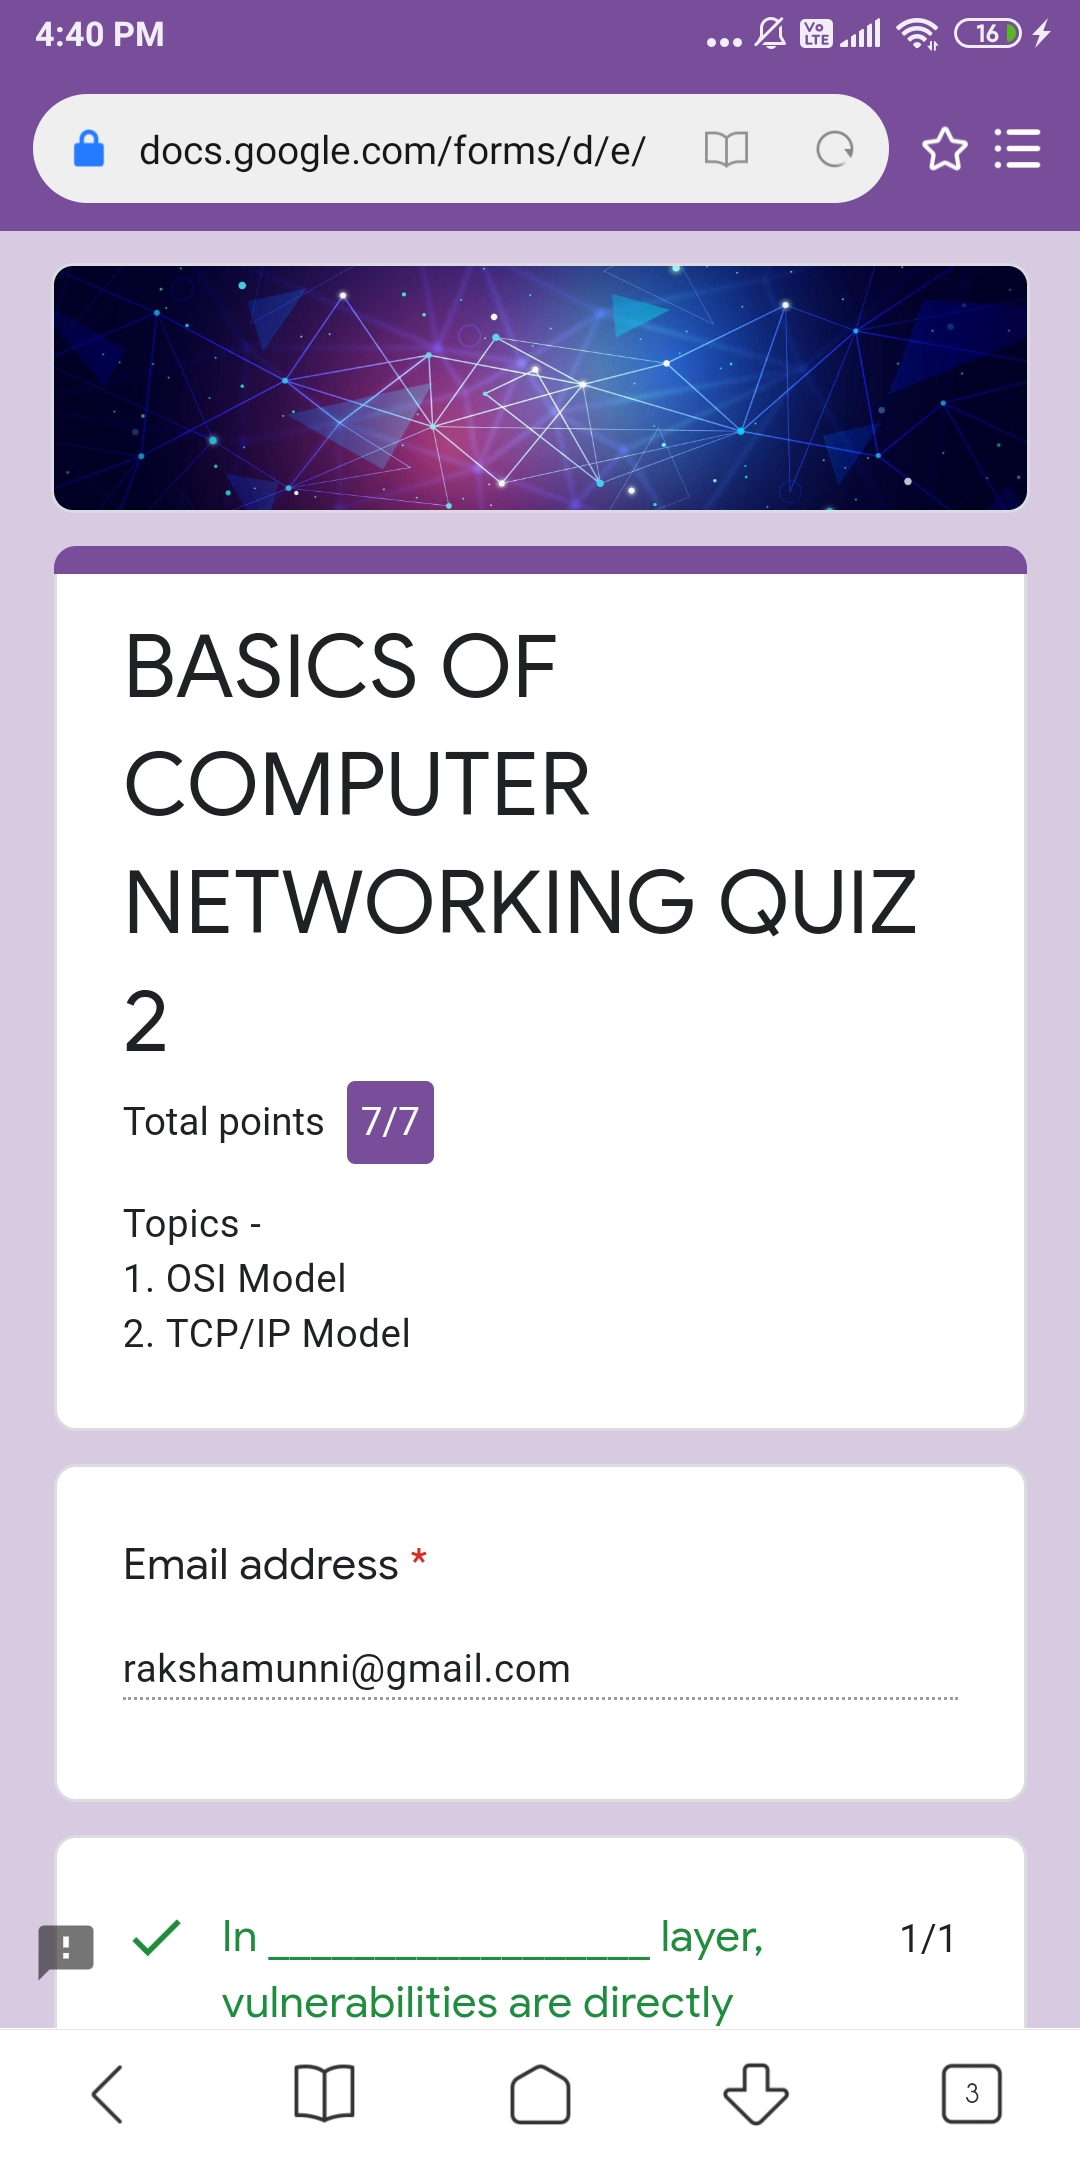 4:40 PM
Vo LTE
16
docs.google.com/forms/d/e/
BASICS OF
COMPUTER
NETWORKING QUIZ
2
Total points 7/7
Topics -
1. OSI Model
2. TCP/IP Model
Email address *
rakshamunni@gmail.com
In __________________ layer, 1/1
vulnerabilities are directly
3